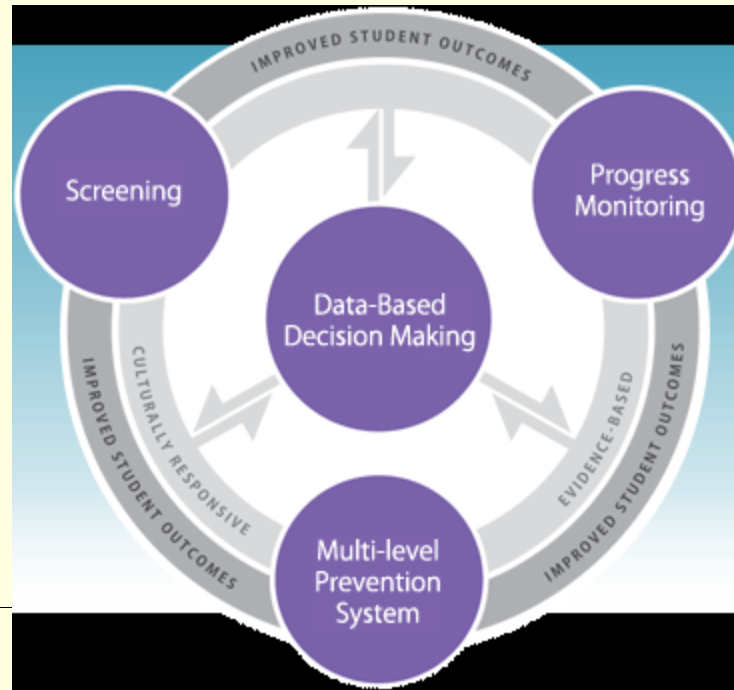 IMPROVED STUDENT OUTCOMES
Screening
Progress
Monitoring
Data-Based
Decision Making
IMPROVED STUDENT OUTCOMES
CULTURALLY RESPONSIVE
EVIDENCE-BASED
IMPROVED STUDENT OUTCOMES
Multi-level
Prevention
System